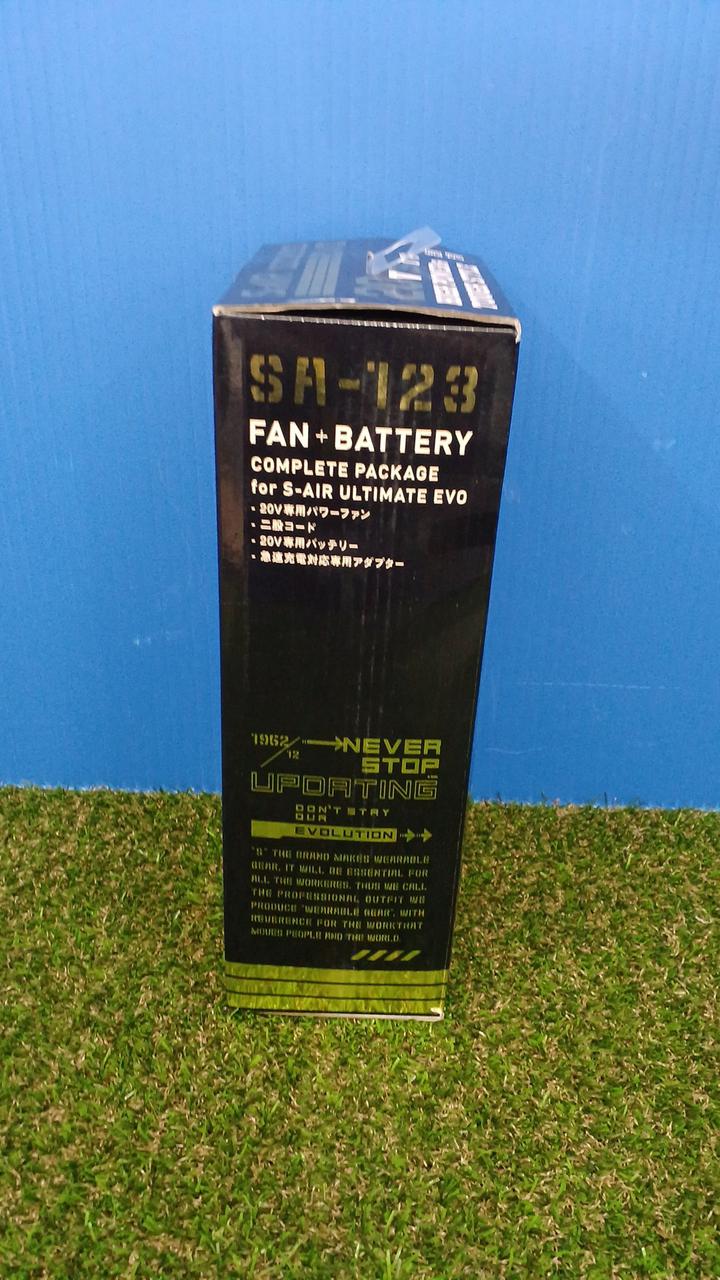 SA-123
FAN+BATTERY
COMPLETE PACKAGE
for S-AIR ULTIMATE EVO
・20V専用パワーファン
・二股コード
・20V専用バッテリー
・急速充電対応専用アダプター
1952/12 NEVER
STOP
UPDATING
DON'T STAY
OUR
EVOLUTION
"S" THE BRAND MAKES WEARABLE
GEAR. IT WILL BE ESSENTIAL FOR
ALL THE WORKERES. THUS WE CALL
THE PROFESSIONAL OUTFIT WE
PRODUCE "WEARABLE GEAR", WITH
REVERENCE FOR THE WORKTHAT
MOVES PEOPLE AND THE WORLD.